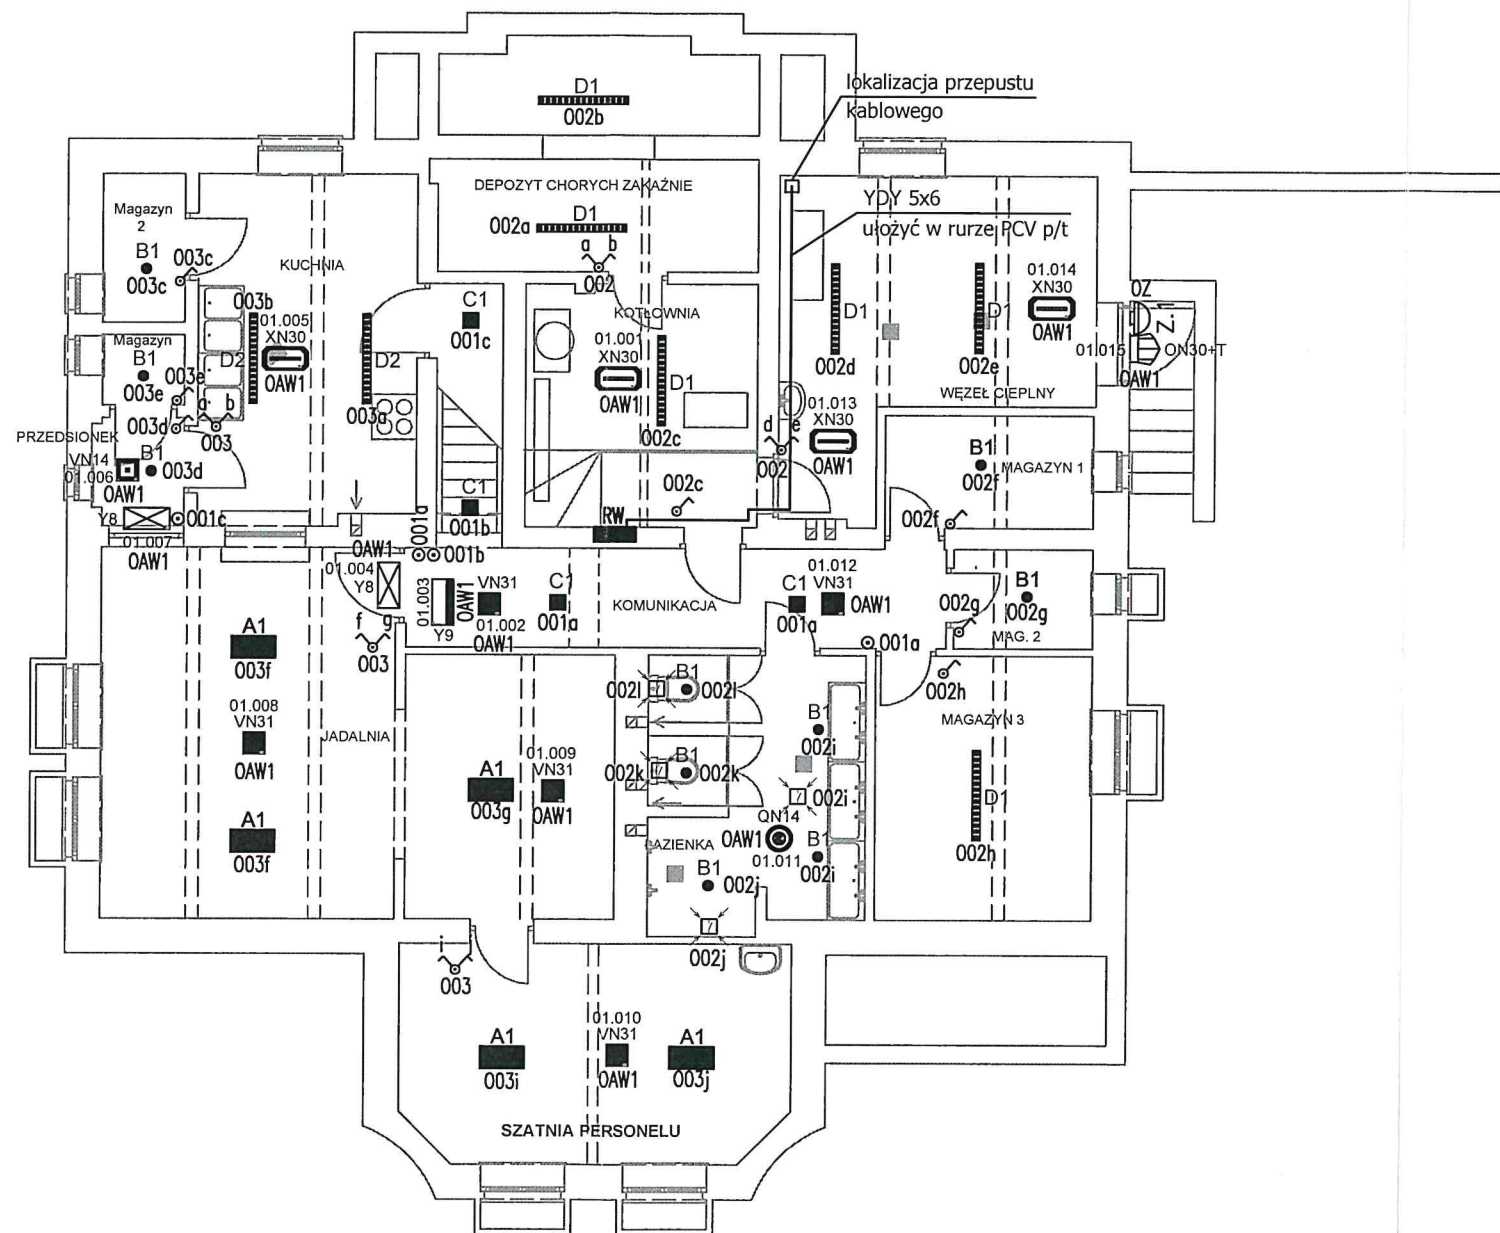 D1
002b
lokalizacja przepustu
kablowego
DEPOZYT CHORYCH ZAKAŹNIE
D1
002a
a b
002
YDY 5x6
ułożyć w rurze PCV p/t
Magazyn
2
B1
003c
003c
KUCHNIA
003b
01.005
XN30
D2
OAW1
D2
003a
C1
001c
KOTŁOWNIA
01.001
XN30
OAW1
D1
002c
D1
002d
D1
002e
01.014
XN30
OAW1
OZ
Z.1
01.015
ON30+T
OAW1
WĘZEŁ CIEPLNY
Magazyn
B1
003e
003e
a b
003
003d
PRZEDSIONEK
VN14
01.006
B1
003d
OAW1
Y8
001c
01.007
OAW1
C1
001b
001a
001b
002c
RW
d e
002
01.013
XN30
OAW1
B1
002f
MAGAZYN 1
002f
OAW1
01.004
Y8
f g
003
01.003
OAW1
Y9
VN31
01.002
OAW1
C1
001a
KOMUNIKACJA
C1
001a
01.012
VN31
OAW1
001a
B1
002g
002g
MAG. 2
A1
003f
01.008
VN31
OAW1
JADALNIA
A1
003f
A1
003g
01.009
VN31
OAW1
B1
002l
002l
B1
002k
002k
B1
002i
002i
QN14
OAW1
01.011
B1
002i
ŁAZIENKA
B1
002j
002j
002h
MAGAZYN 3
D1
002h
003
A1
003i
01.010
VN31
OAW1
A1
003j
SZATNIA PERSONELU